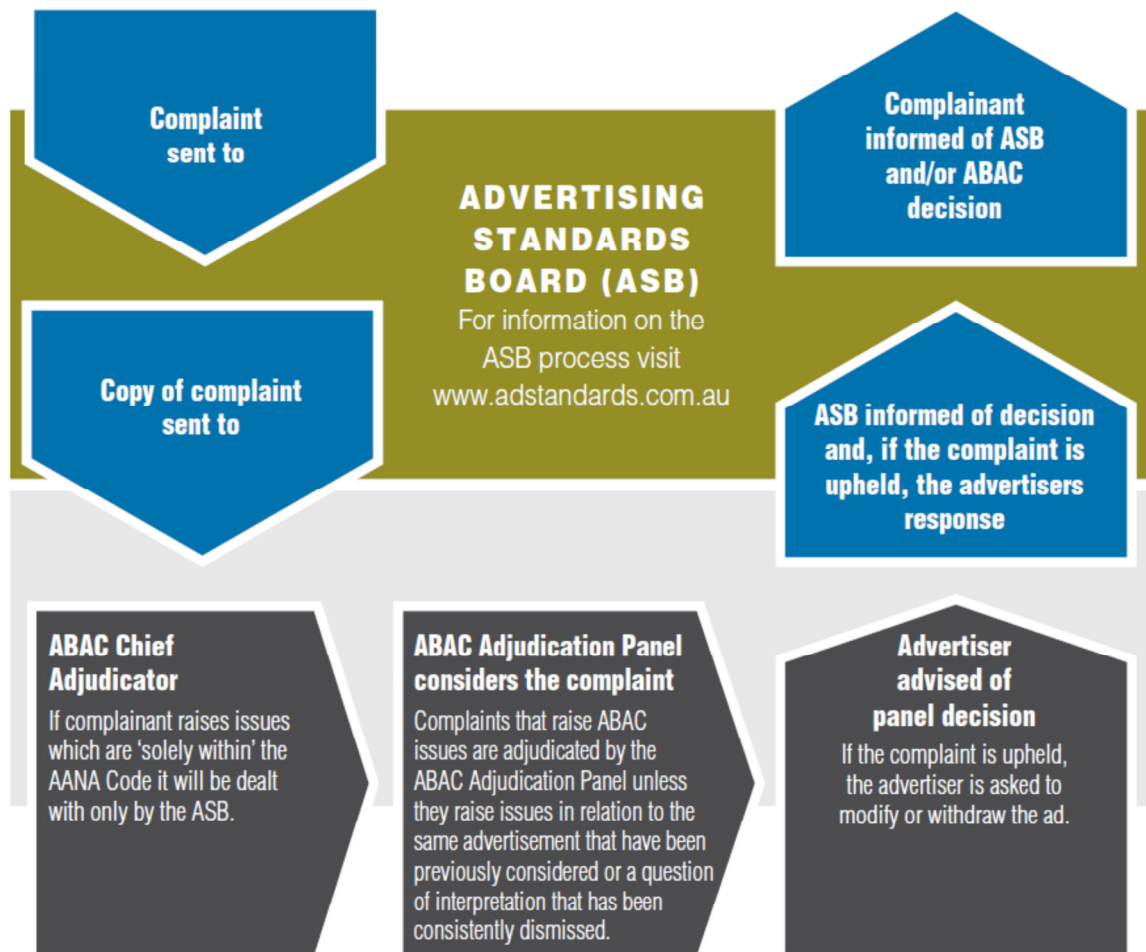 Complaint
sent to
ADVERTISING
STANDARDS
BOARD (ASB)
For information on the
ASB process visit
www.adstandards.com.au
Complainant
informed of ASB
and/or ABAC
decision
Copy of complaint
sent to
ASB informed of decision
and, if the complaint is
upheld, the advertisers
response
ABAC Chief
Adjudicator
If complainant raises issues
which are ‘solely within’ the
AANA Code it will be dealt
with only by the ASB.
ABAC Adjudication Panel
considers the complaint
Complaints that raise ABAC
issues are adjudicated by the
ABAC Adjudication Panel unless
they raise issues in relation to the
same advertisement that have been
previously considered or a question
of interpretation that has been
consistently dismissed.
Advertiser
advised of
panel decision
If the complaint is upheld,
the advertiser is asked to
modify or withdraw the ad.